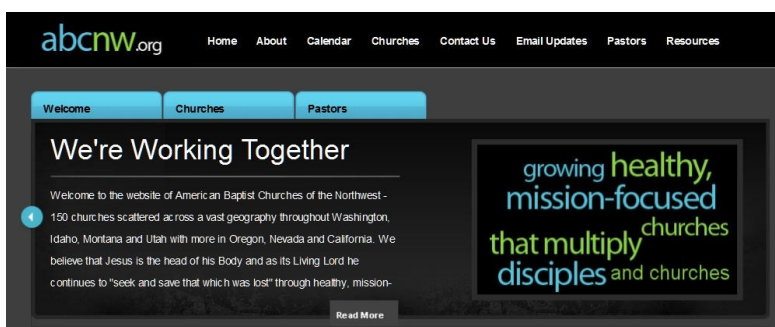 abcnw.org
Home About Calendar Churches Contact Us Email Updates Pastors Resources
Welcome Churches Pastors
We're Working Together
Welcome to the website of American Baptist Churches of the Northwest -
150 churches scattered across a vast geography throughout Washington,
Idaho, Montana and Utah with more in Oregon, Nevada and California. We
believe that Jesus is the head of his Body and as its Living Lord he
continues to "seek and save that which was lost" through healthy, mission-
Read More
growing healthy,
mission-focused
churches
that multiply
disciples and churches